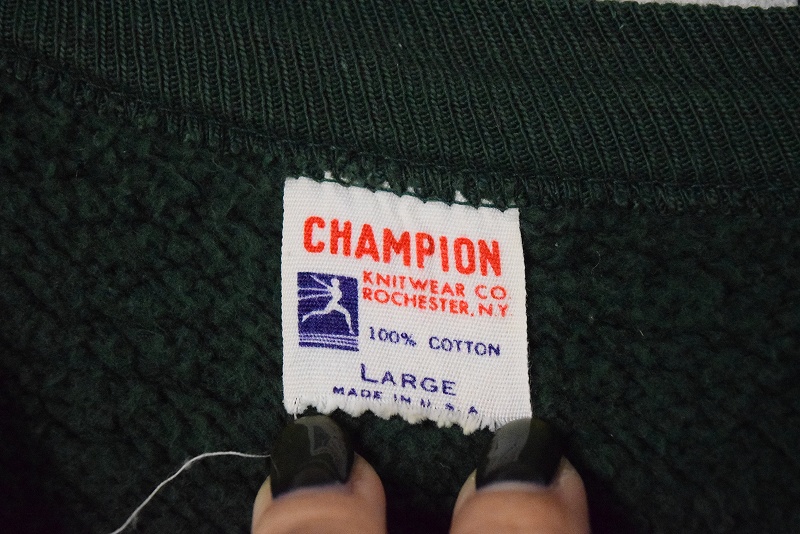 CHAMPION
KNITWEAR CO
ROCHESTER, N.Y
100% COTTON
LARGE
MADE IN U.S.A